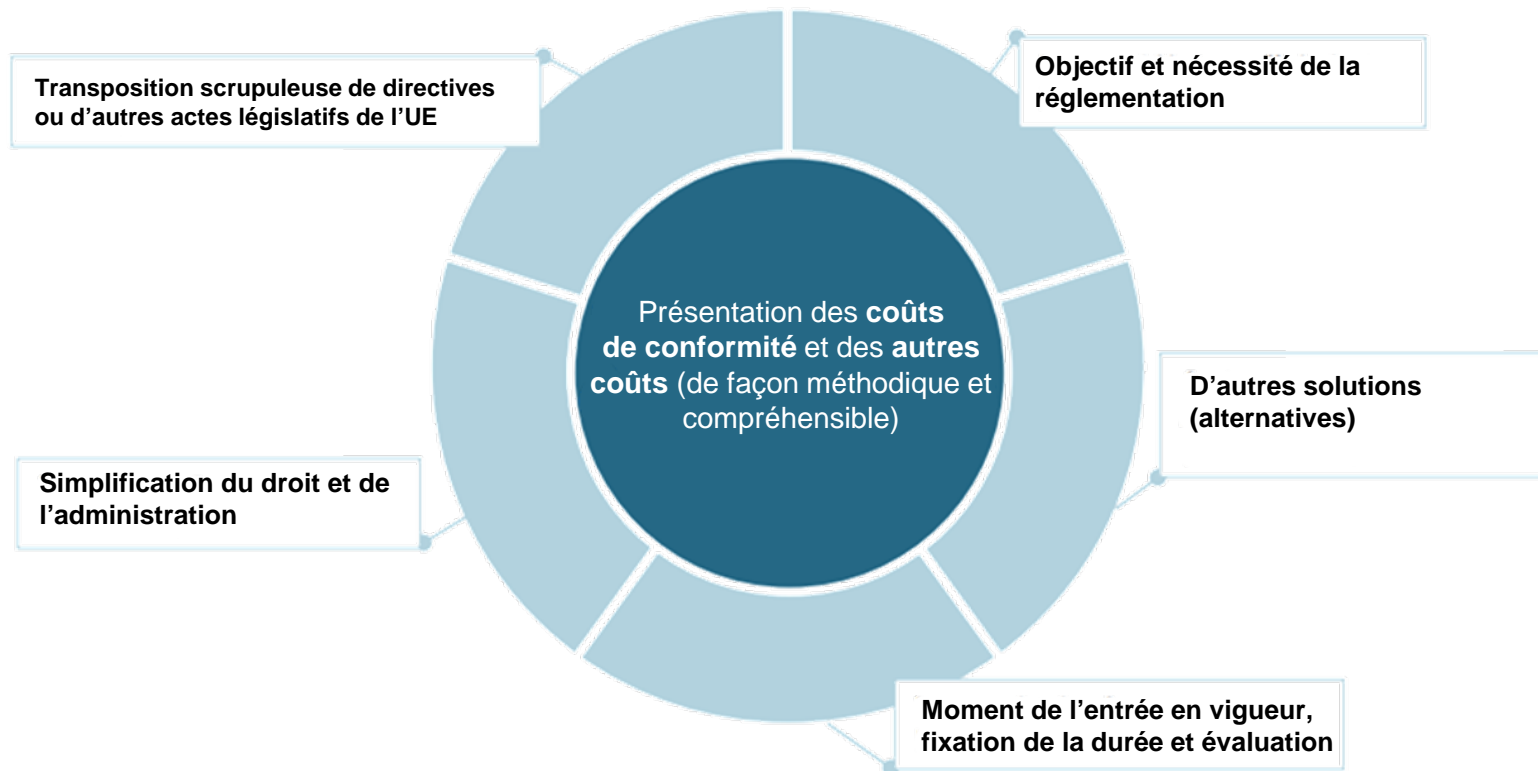 Transposition scrupuleuse de directives
ou d’autres actes législatifs de l’UE
Objectif et nécessité de la
réglementation
Présentation des coûts
de conformité et des autres
coûts (de façon méthodique et
compréhensible)
D’autres solutions
(alternatives)
Simplification du droit et de
l’administration
Moment de l’entrée en vigueur,
fixation de la durée et évaluation